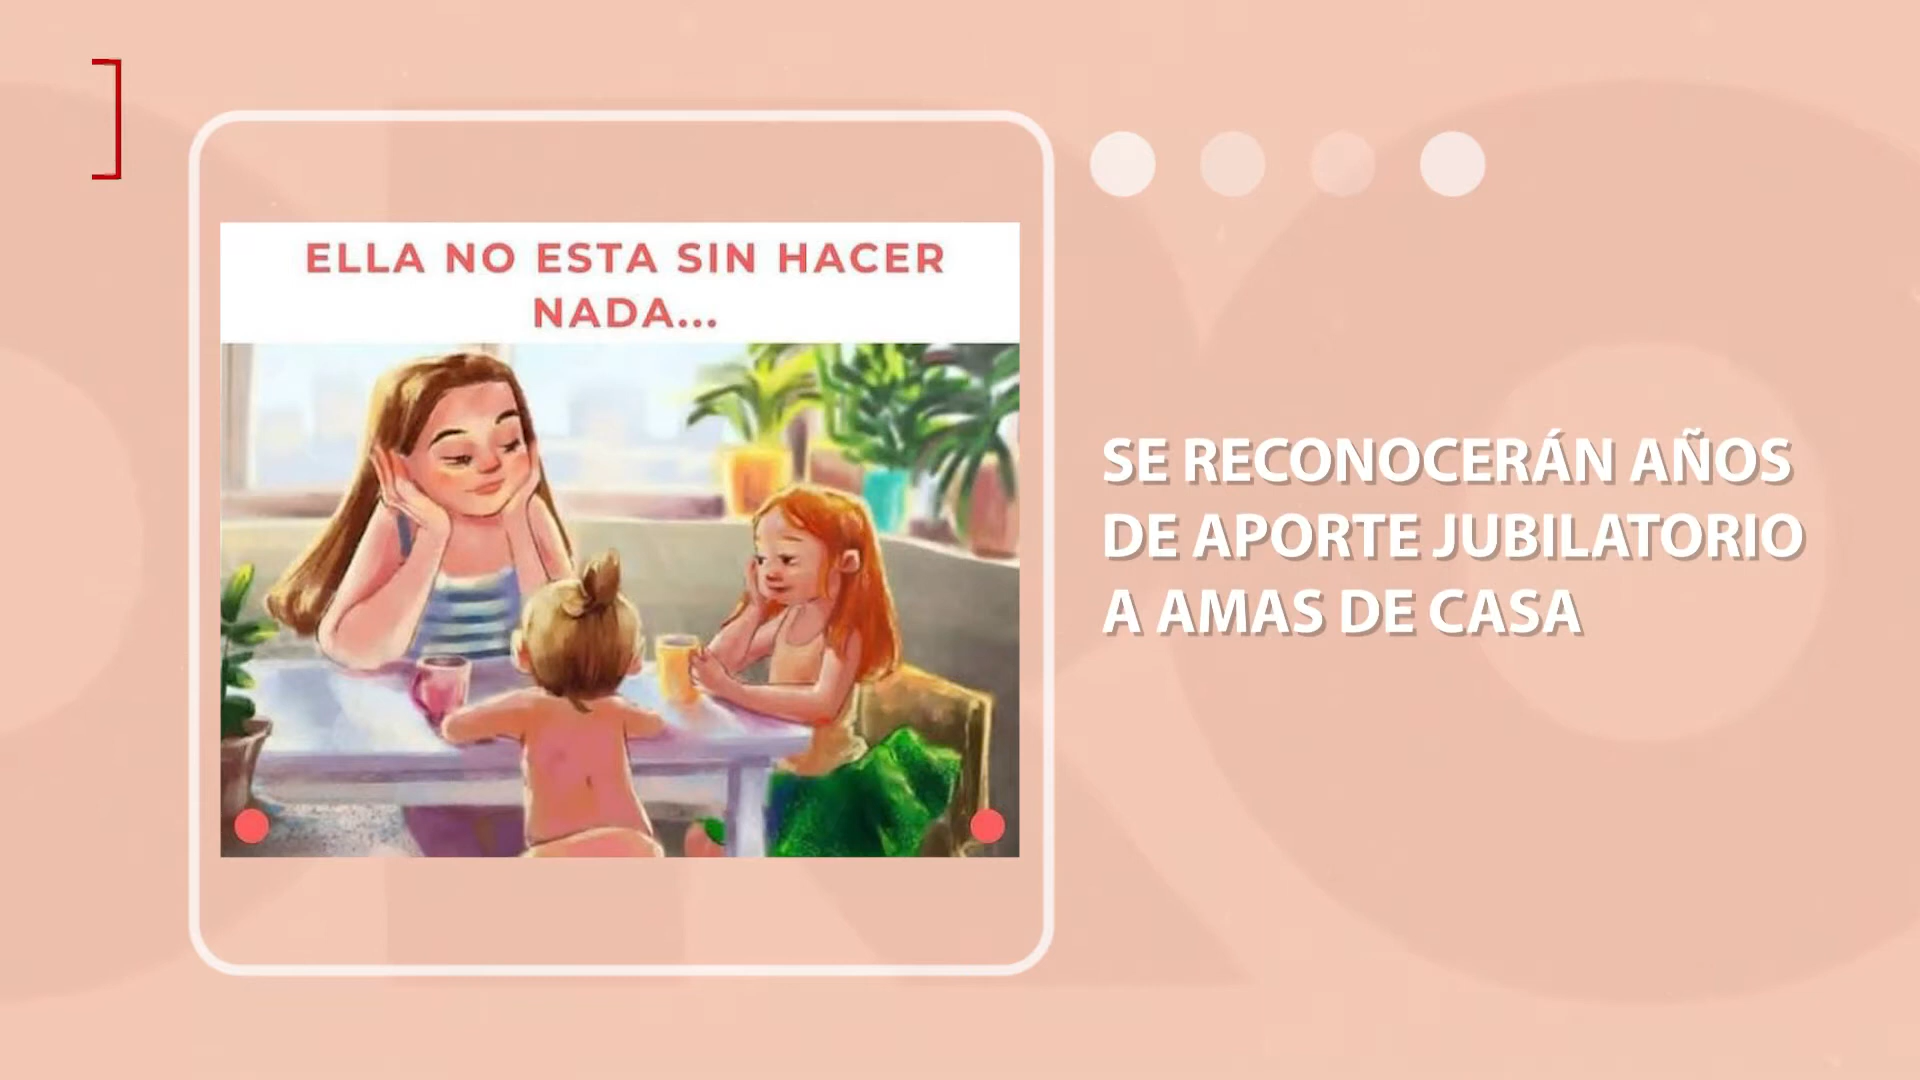 ELLA NO ESTA SIN HACER
NADA...
SE RECONOCERÁN AÑOS
DE APORTE JUBILATORIO
A AMAS DE CASA